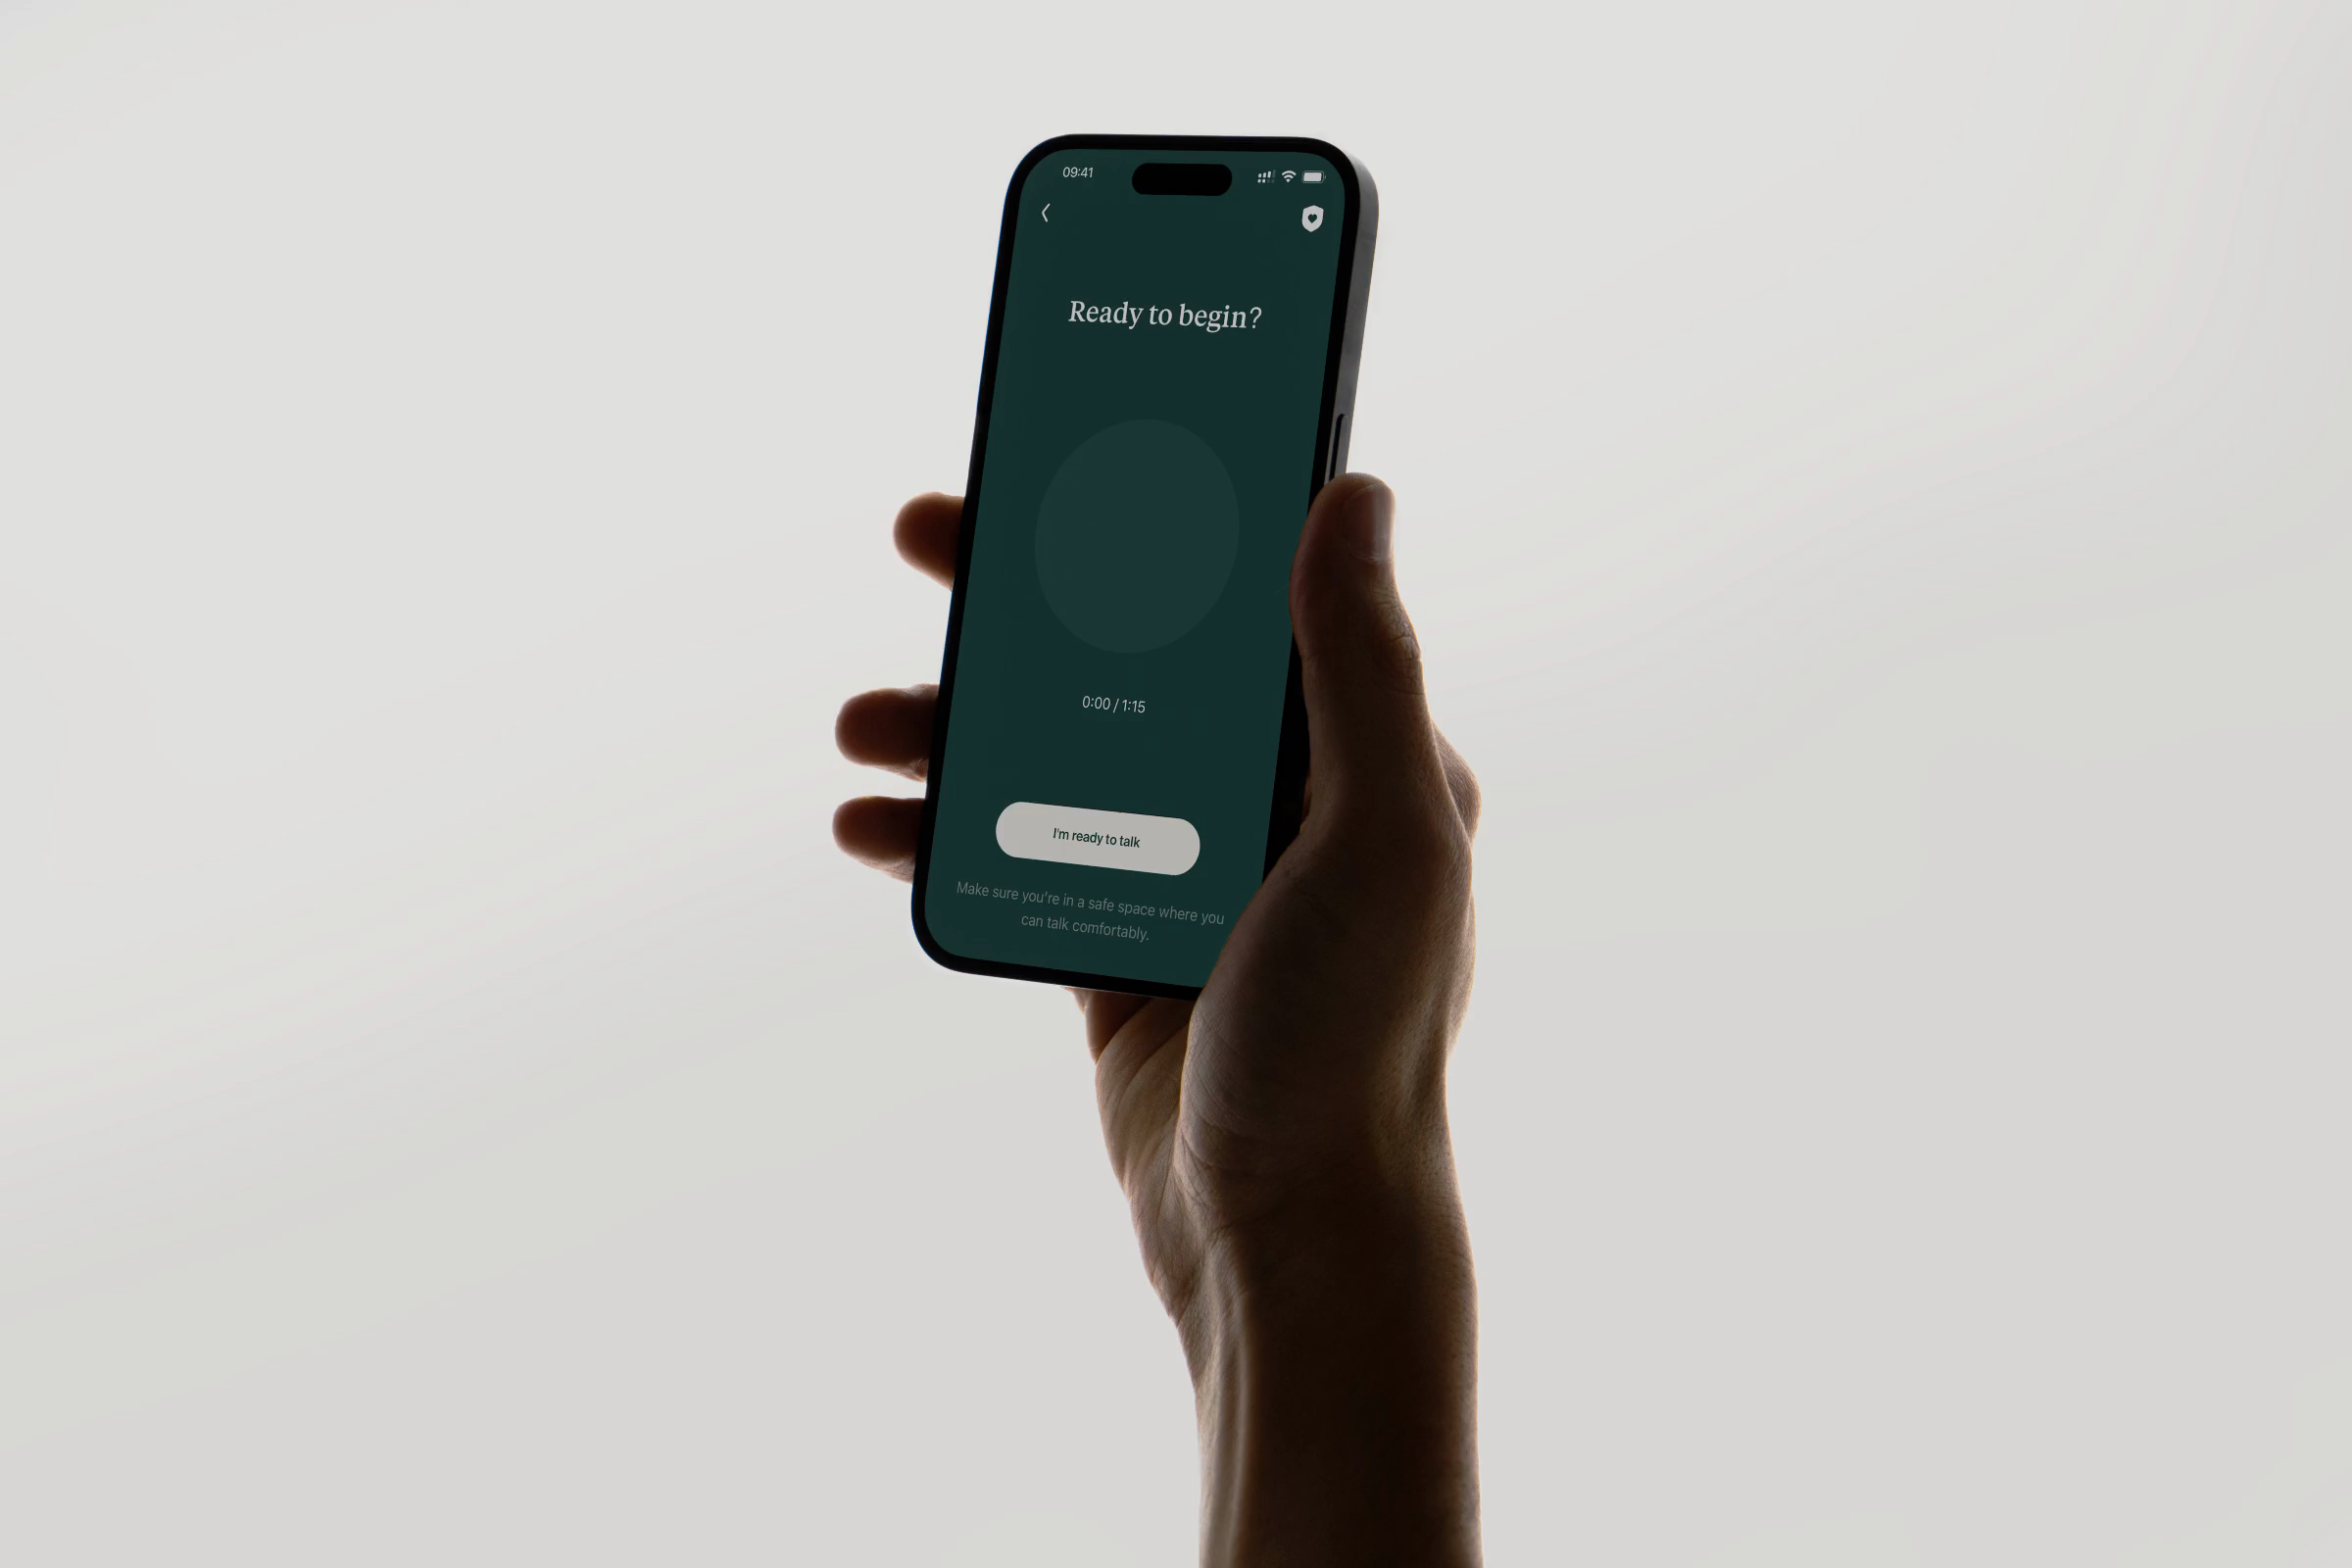 09:41
Ready to begin?
0:00 / 1:15
I'm ready to talk
Make sure you're in a safe space where you
can talk comfortably.